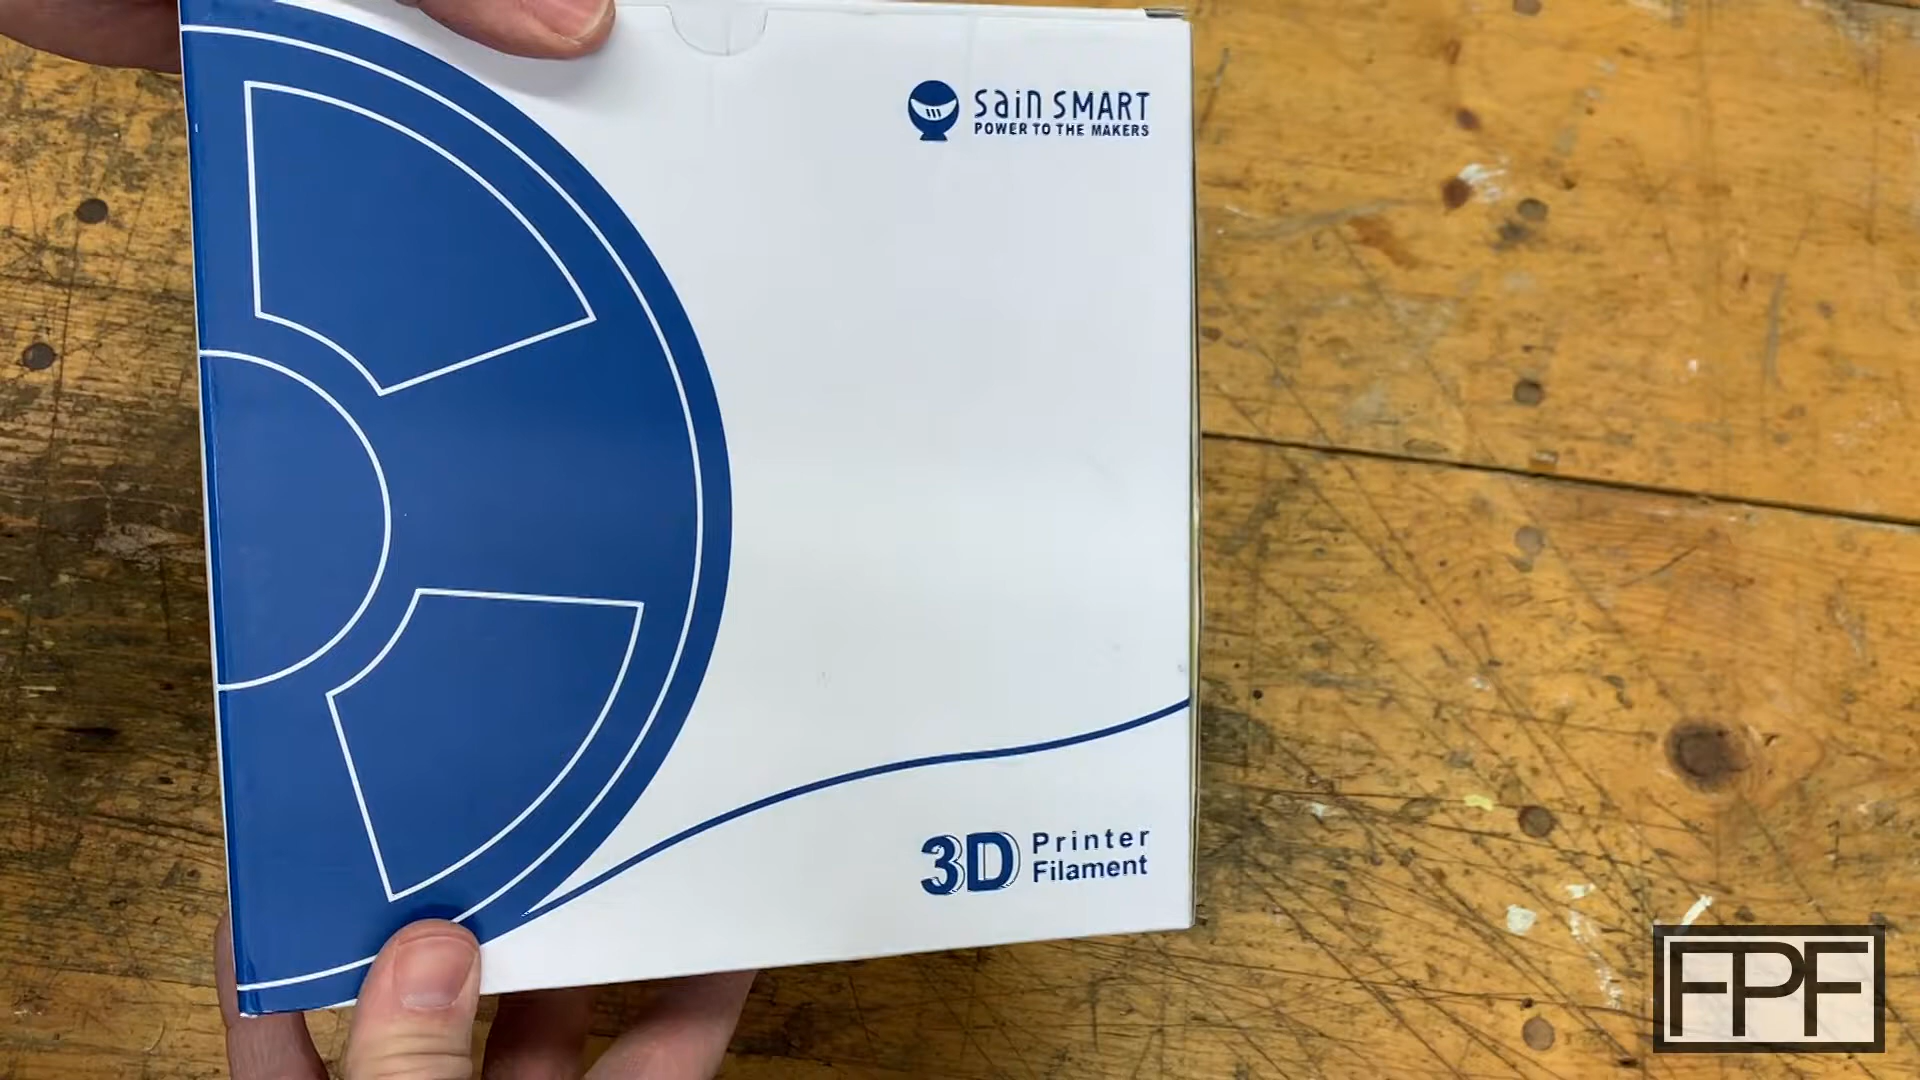 sain SMART
POWER TO THE MAKERS
3D Printer
Filament
FPF